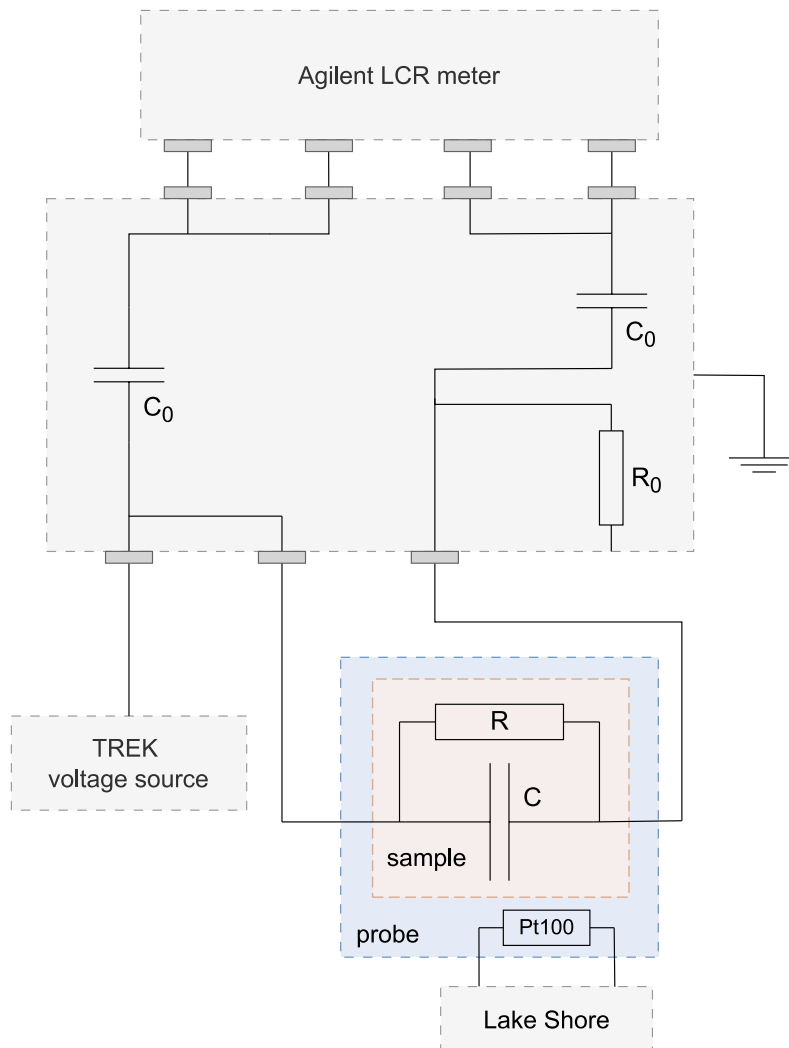 Agilent LCR meter
C₀
C₀
R₀
TREK
voltage source
R
C
sample
probe
Pt100
Lake Shore